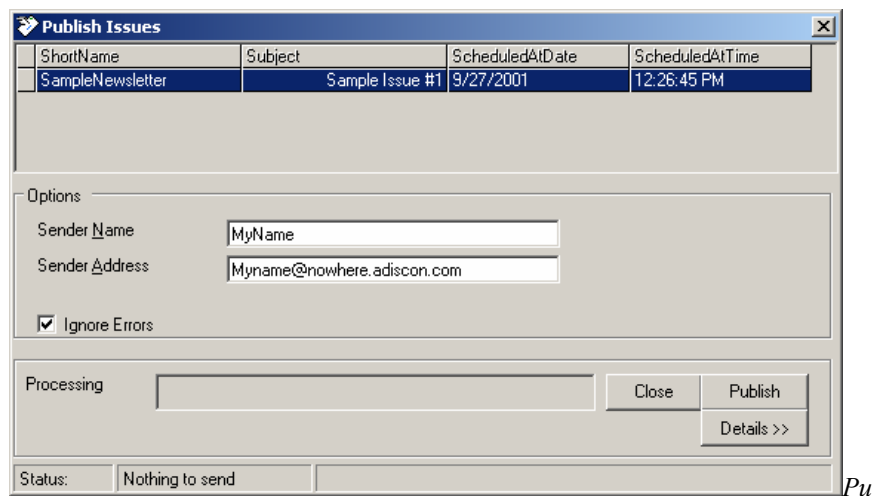 Publish Issues
ShortName Subject ScheduledAtDate ScheduledAtTime
SampleNewsletter Sample Issue #1 9/27/2001 12:26:45 PM
Options
Sender Name MyName
Sender Address Myname@nowhere.adiscon.com
Ignore Errors
Processing Close Publish
Details >>
Status: Nothing to send
Pu